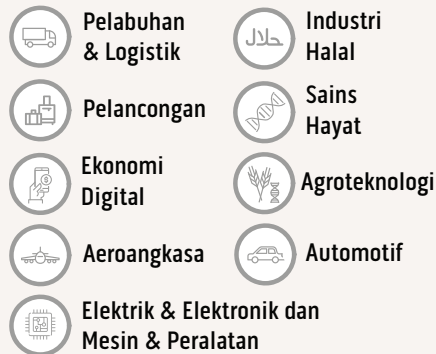 Pelabuhan
& Logistik
حلال
Industri
Halal
Pelancongan
Sains
Hayat
Ekonomi
Digital
$
Agroteknologi
Aeroangkasa
Automotif
Elektrik & Elektronik dan
Mesin & Peralatan